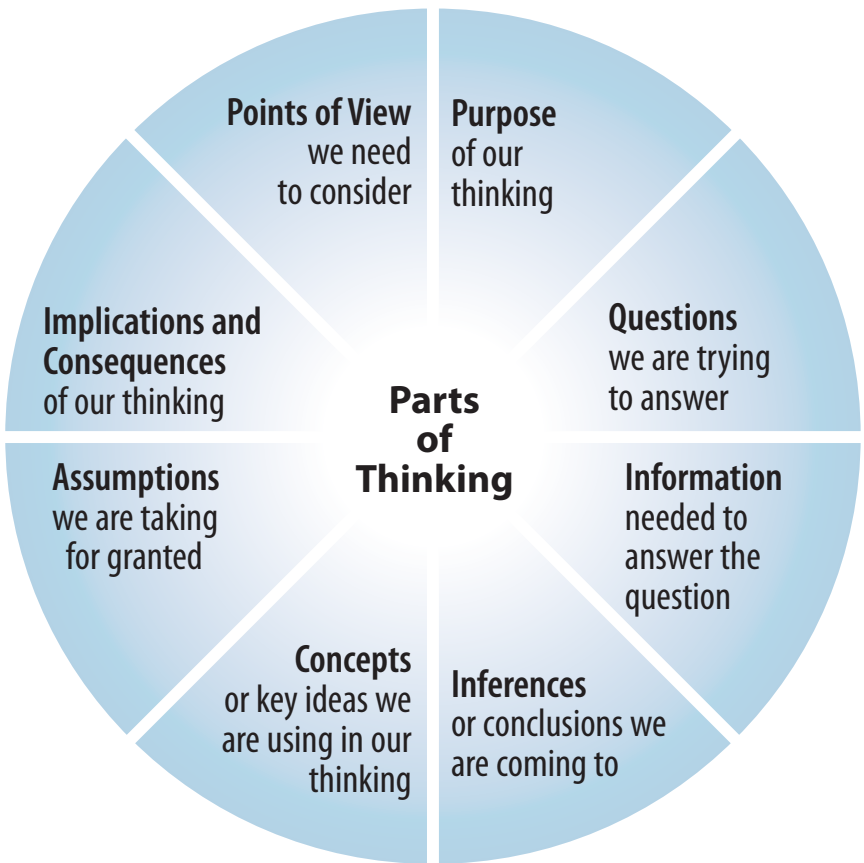 Parts
of
Thinking
Purpose
of our
thinking
Questions
we are trying
to answer
Information
needed to
answer the
question
Inferences
or conclusions we
are coming to
Concepts
or key ideas we
are using in our
thinking
Assumptions
we are taking
for granted
Implications and
Consequences
of our thinking
Points of View
we need
to consider